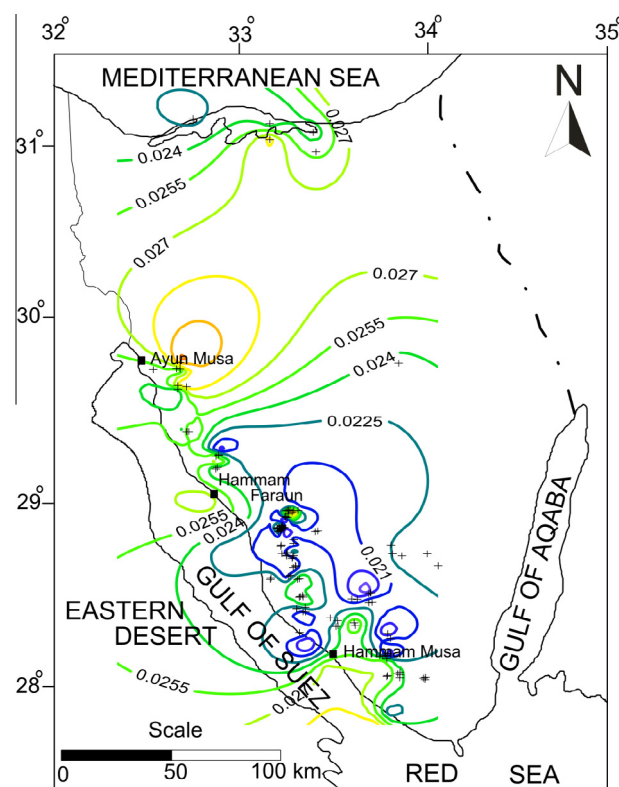 32° 33° 34° 35°
MEDITERRANEAN SEA
N
0.027
31°
0.024
0.0255
0.027
0.027
30°
0.0255
Ayun Musa
0.024
0.0225
Hammam
Faraun
29°
0.0255
0.024
0.021
GULF OF SUEZ
GULF OF AQABA
EASTERN
DESERT
Hammam Musa
28°
0.0255
0.027
Scale
0 50 100 km
RED SEA